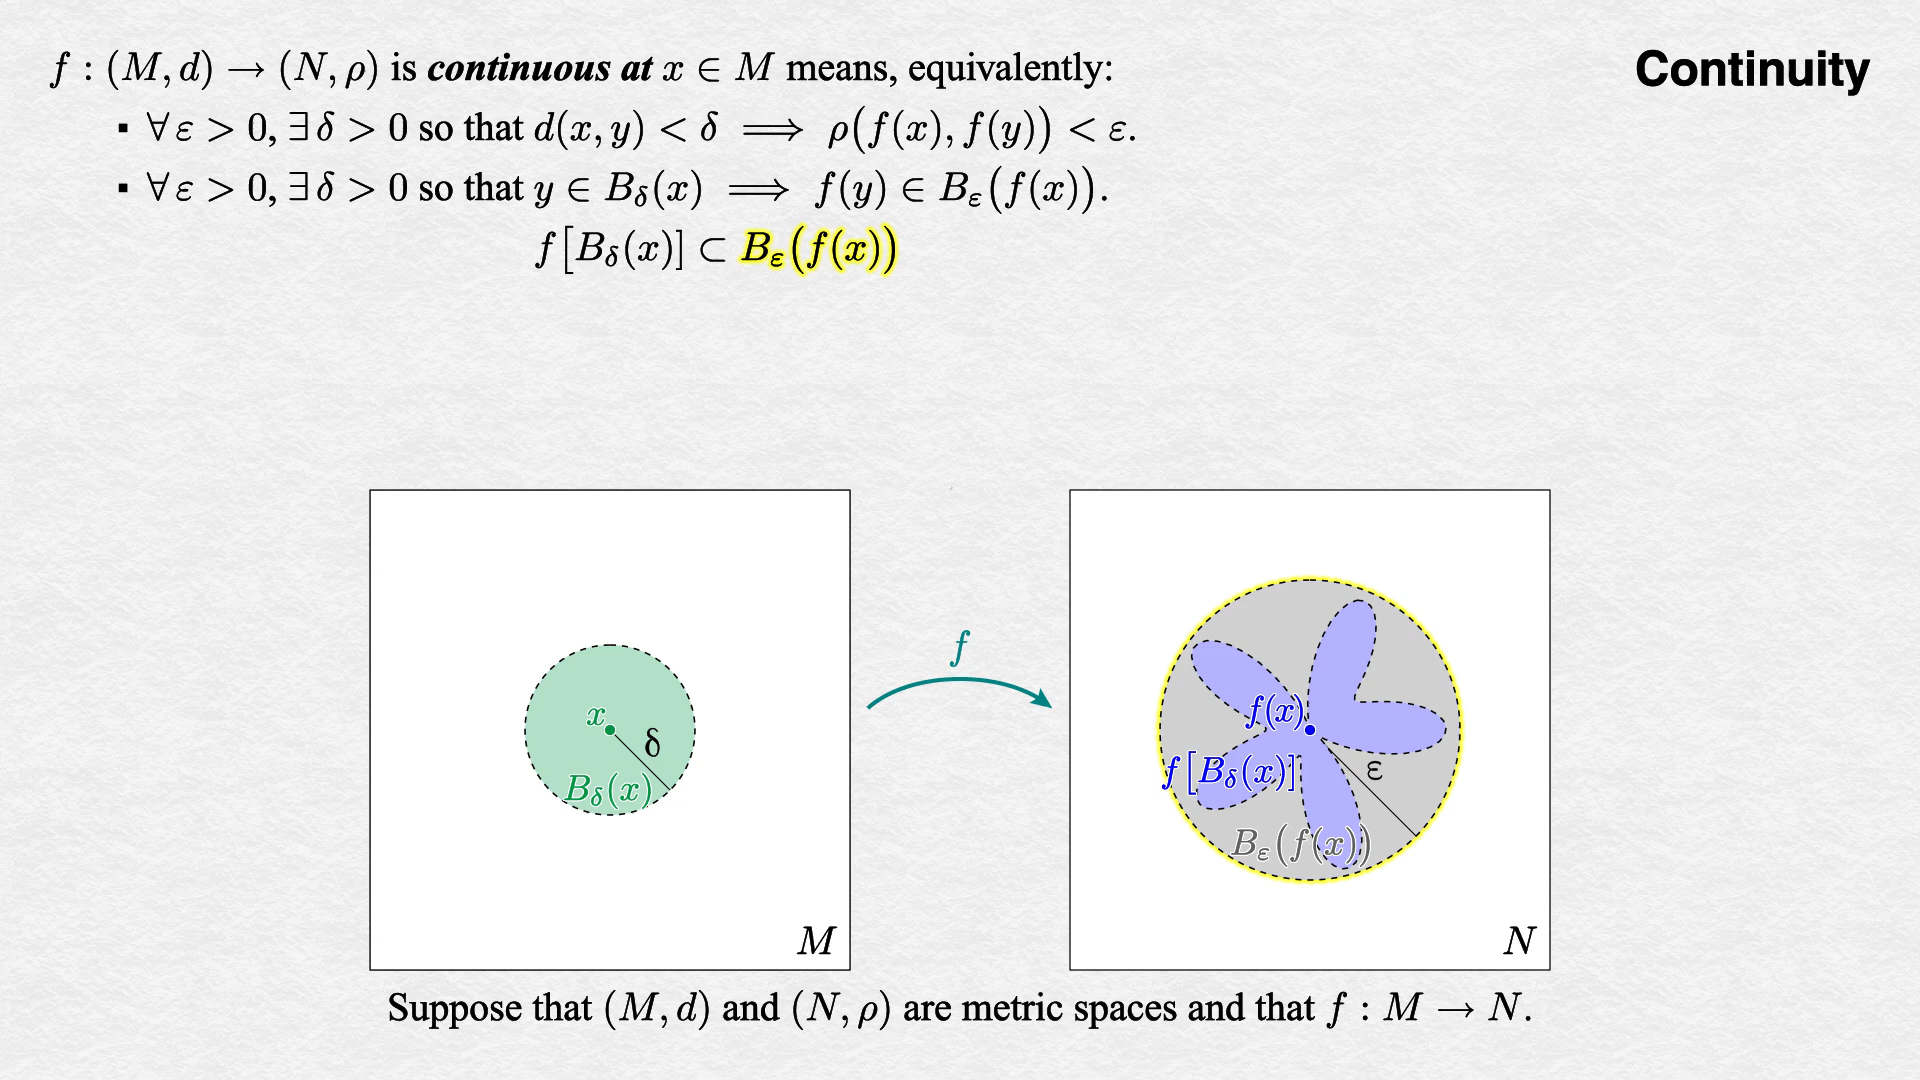 f : (M, d) → (N, ρ) is continuous at x ∈ M means, equivalently:
Continuity
▪ ∀ ε > 0, ∃ δ > 0 so that d(x, y) < δ ⟹ ρ(f(x), f(y)) < ε.
▪ ∀ ε > 0, ∃ δ > 0 so that y ∈ B_δ(x) ⟹ f(y) ∈ B_ε(f(x)).
f[B_δ(x)] ⊂ B_ε(f(x))
x
δ
B_δ(x)
M
f
f(x)
f[B_δ(x)]
ε
B_ε(f(x))
N
Suppose that (M, d) and (N, ρ) are metric spaces and that f : M → N.